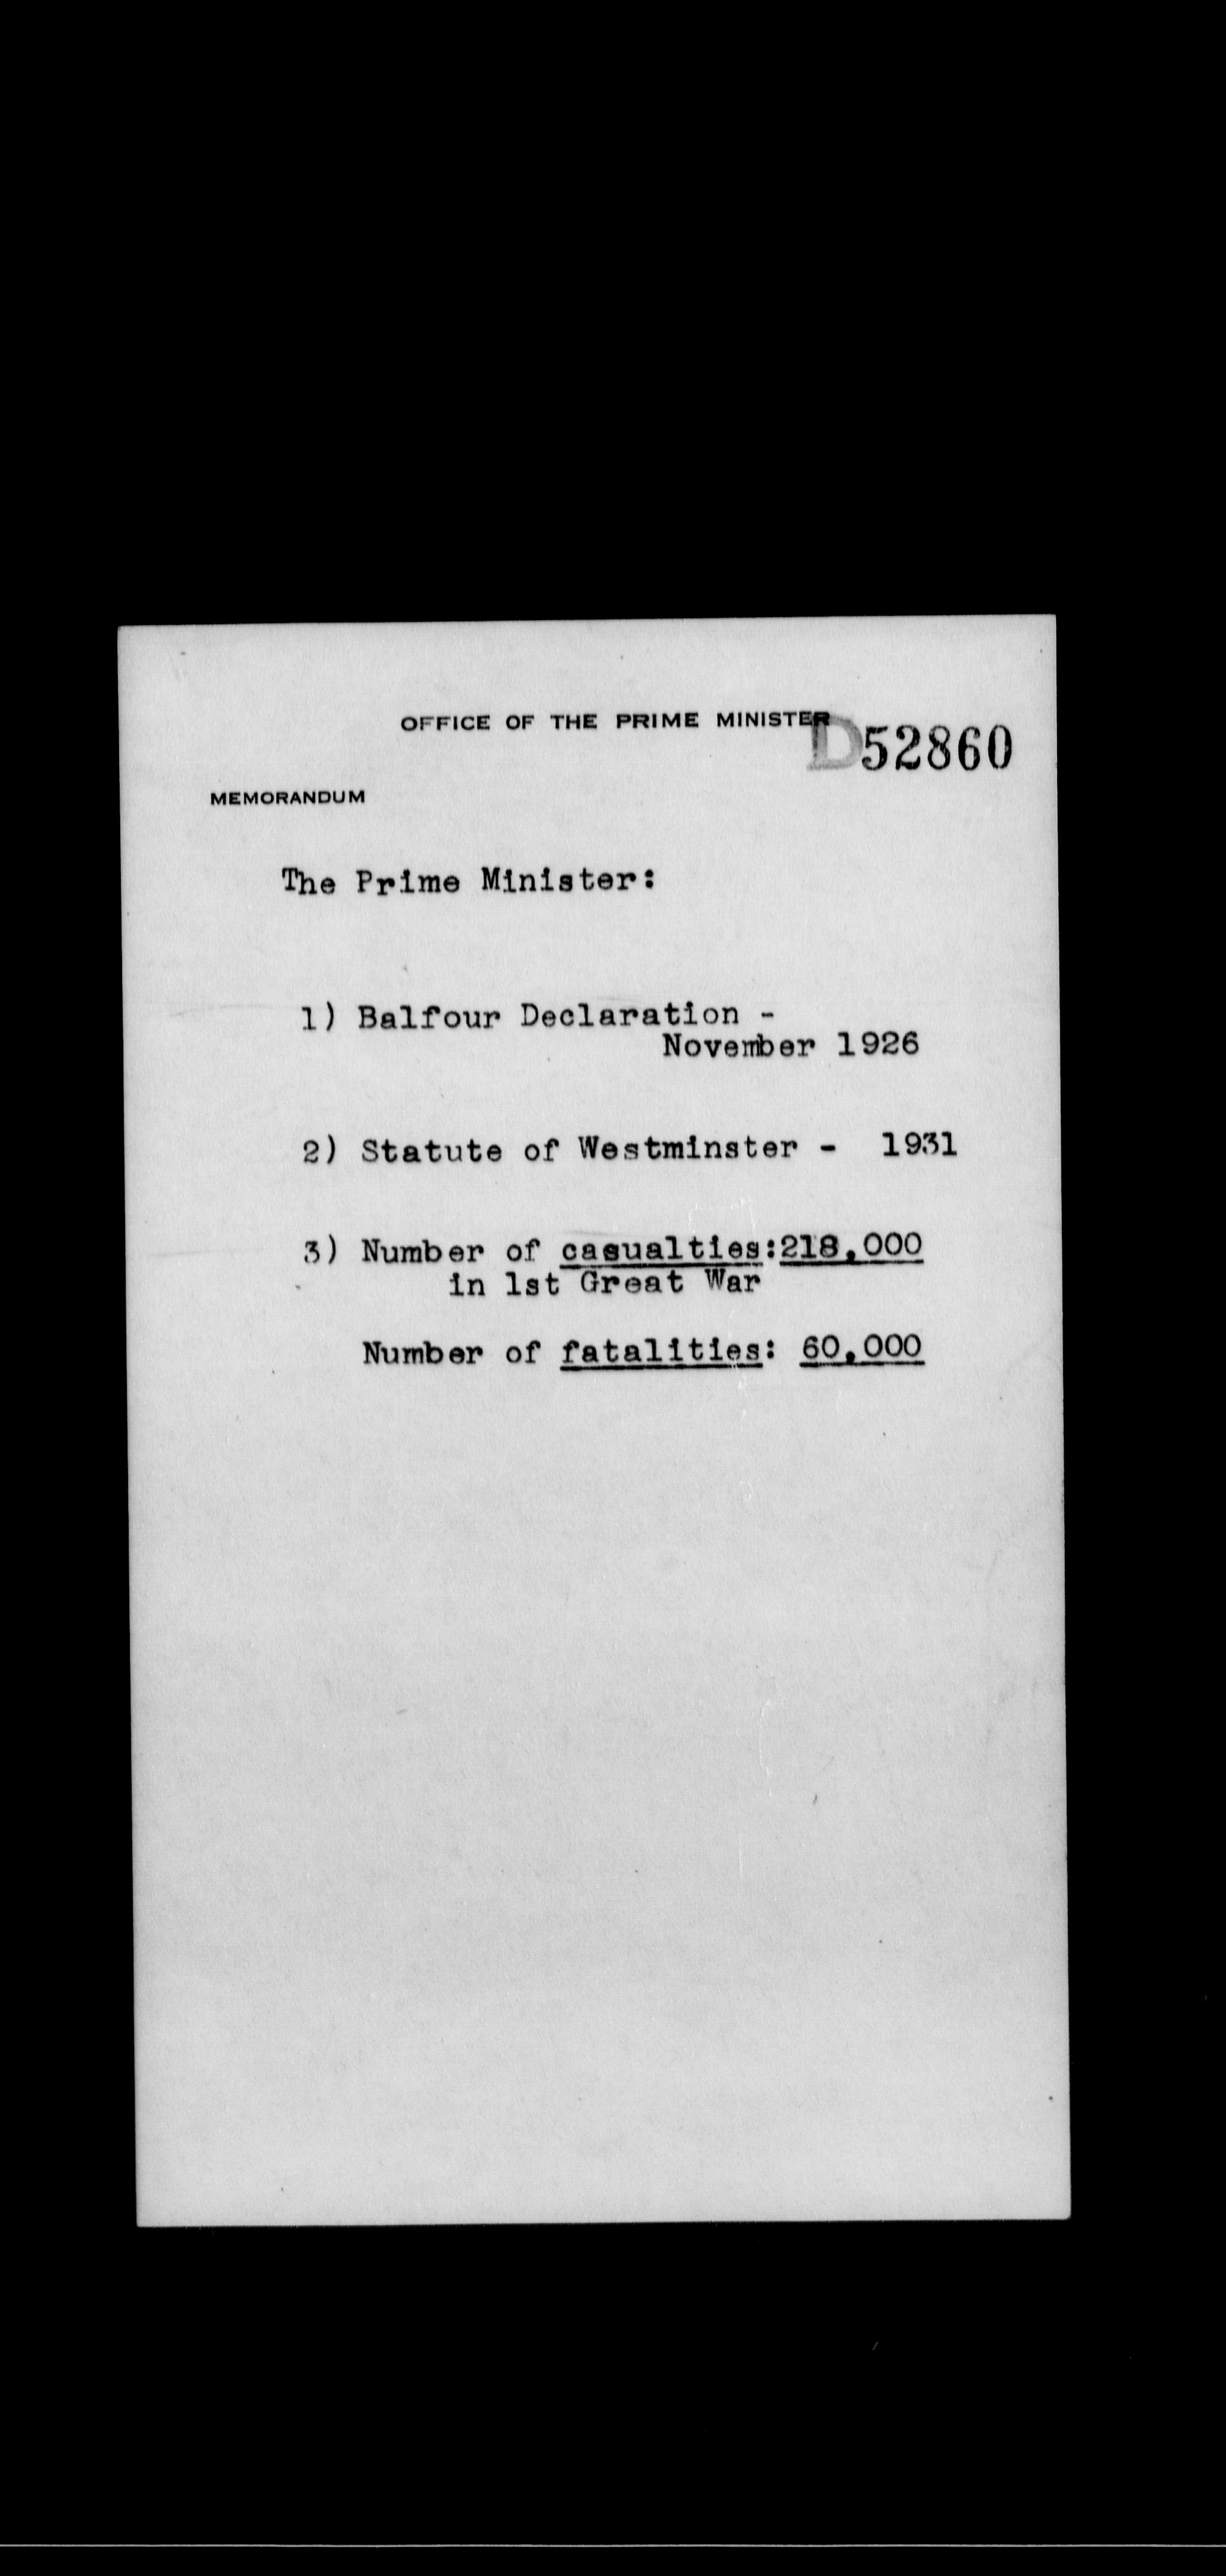 OFFICE OF THE PRIME MINISTER
D52860
MEMORANDUM
The Prime Minister:
1) Balfour Declaration -
November 1926
2) Statute of Westminster - 1931
3) Number of casualties:218,000
in 1st Great War
Number of fatalities: 60,000